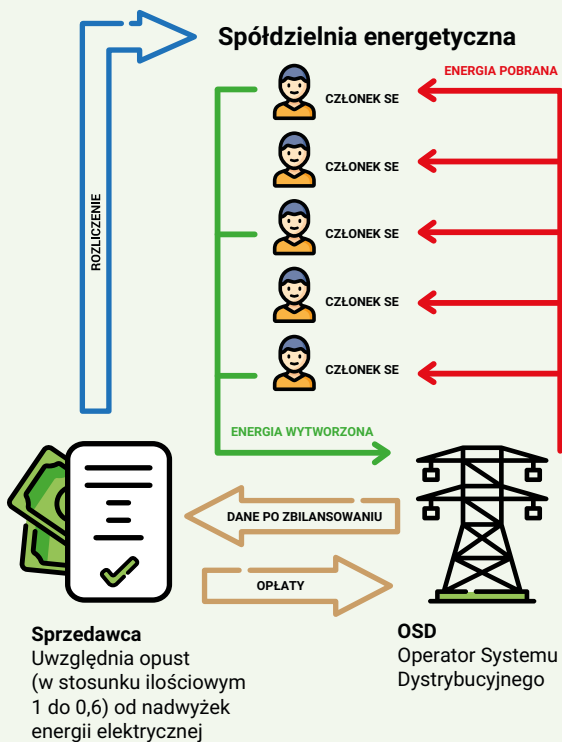 Spółdzielnia energetyczna
ENERGIA POBRANA
CZŁONEK SE
CZŁONEK SE
CZŁONEK SE
CZŁONEK SE
CZŁONEK SE
ROZLICZENIE
ENERGIA WYTWORZONA
DANE PO ZBILANSOWANIU
OPŁATY
Sprzedawca
Uwzględnia opust
(w stosunku ilościowym
1 do 0,6) od nadwyżek
energii elektrycznej
OSD
Operator Systemu
Dystrybucyjnego